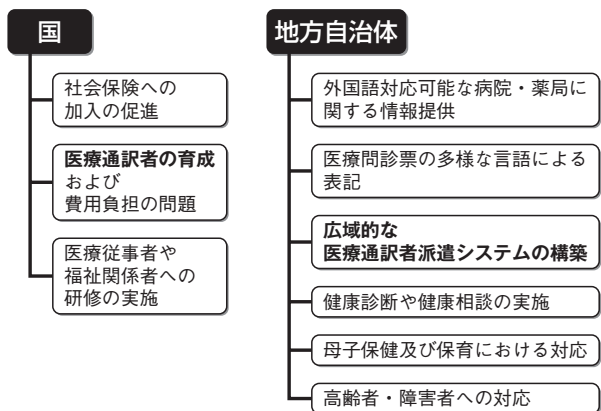 国
社会保険への
加入の促進
医療通訳者の育成
および
費用負担の問題
医療従事者や
福祉関係者への
研修の実施
地方自治体
外国語対応可能な病院・薬局に
関する情報提供
医療問診票の多様な言語による
表記
広域的な
医療通訳者派遣システムの構築
健康診断や健康相談の実施
母子保健及び保育における対応
高齢者・障害者への対応